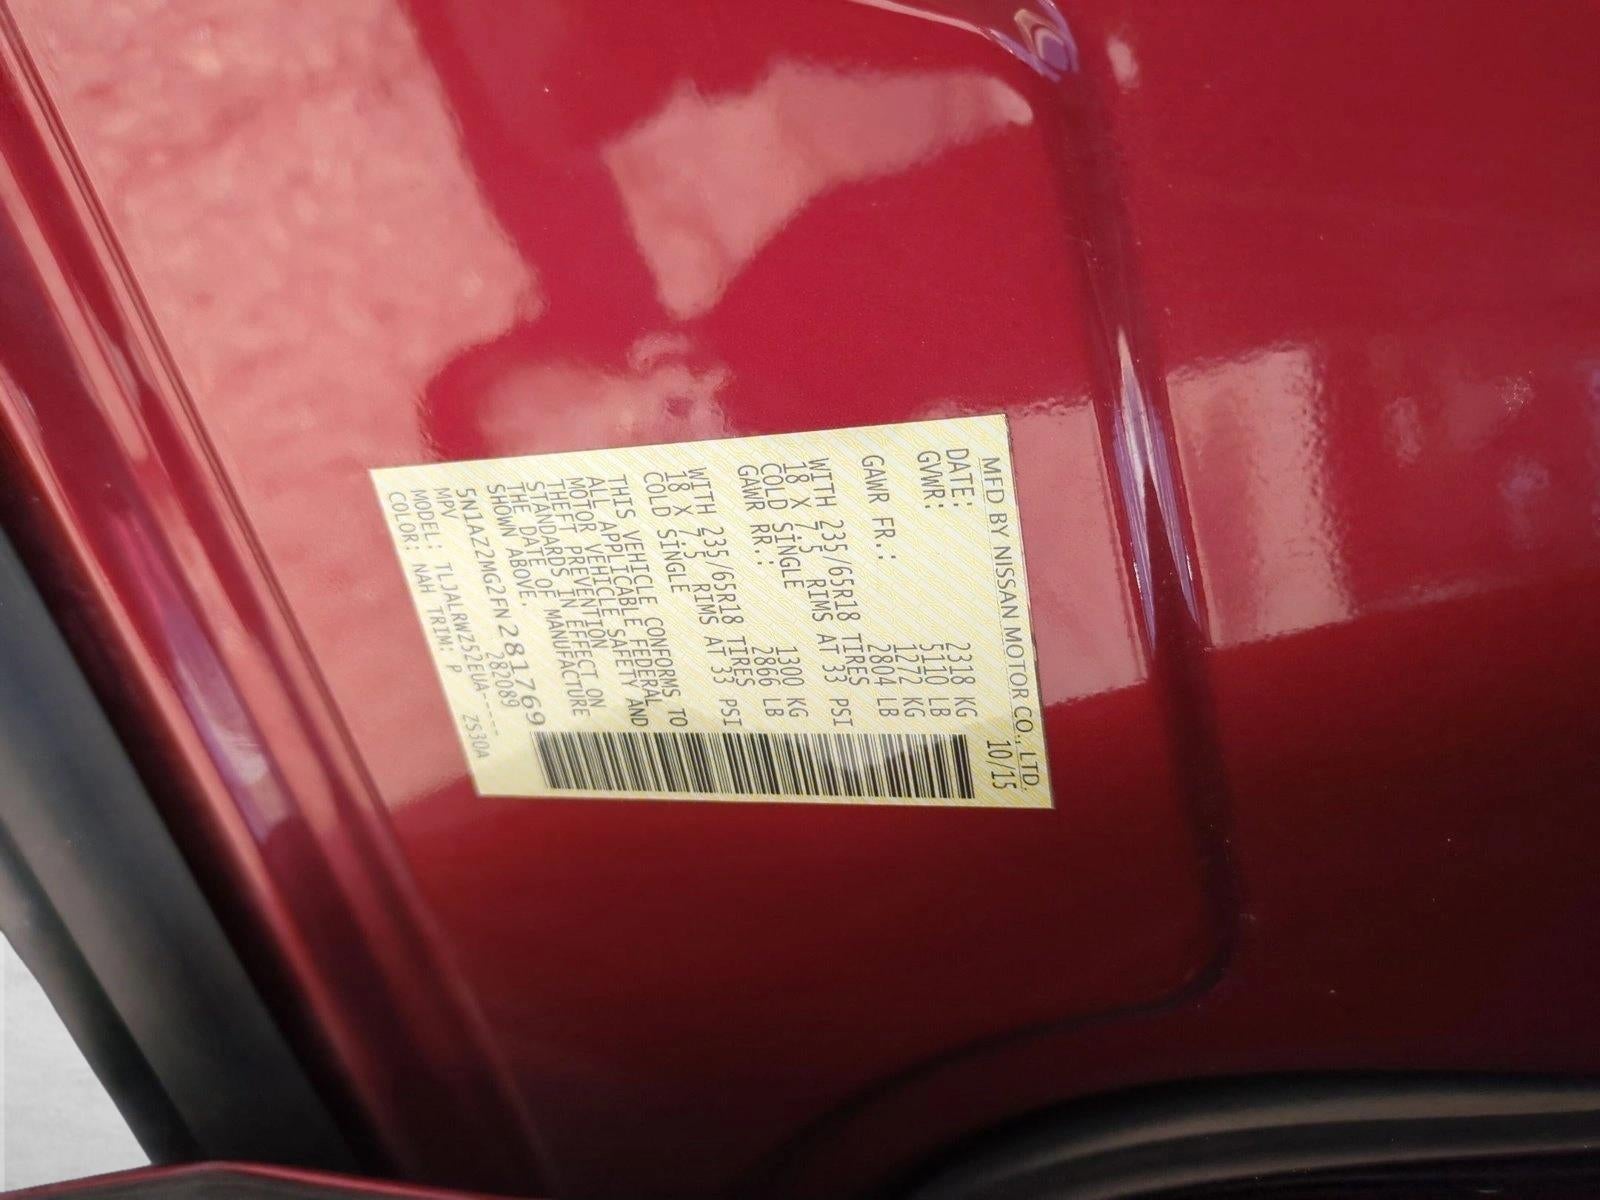 MFD BY NISSAN MOTOR CO., LTD.
DATE: 10/15
GVWR: 2318 KG
5110 LB
GAWR FR.: 1272 KG
2804 LB
WITH 235/65R18 TIRES
18 X 7.5 RIMS AT 33 PSI
COLD SINGLE
GAWR RR.: 1300 KG
2866 LB
WITH 235/65R18 TIRES
18 X 7.5 RIMS AT 33 PSI
COLD SINGLE
THIS VEHICLE CONFORMS TO
ALL APPLICABLE FEDERAL
MOTOR VEHICLE SAFETY AND
THEFT PREVENTION
STANDARDS IN EFFECT ON
THE DATE OF MANUFACTURE
SHOWN ABOVE.
5N1AZ2MG2FN281769
MPV 282089
MODEL: TLJALRWZ52EUA-----
COLOR: NAH TRIM: P ZS30A